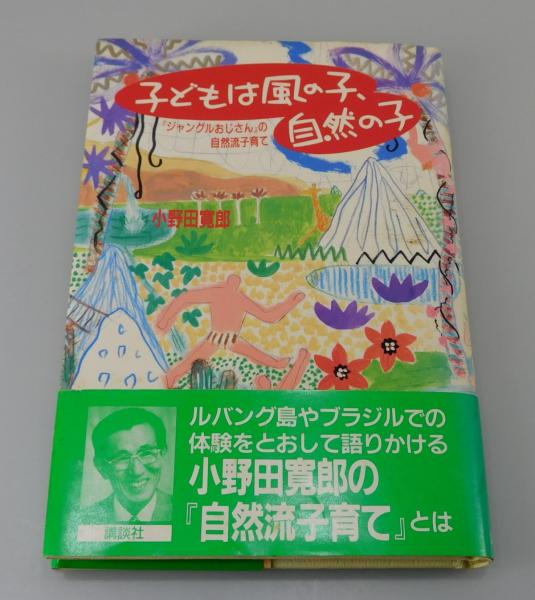 子どもは風の子、
自然の子
『ジャングルおじさん』の
自然流子育て
小野田寛郎
ルバング島やブラジルでの
体験をとおして語りかける
小野田寛郎の
『自然流子育て』とは
講談社